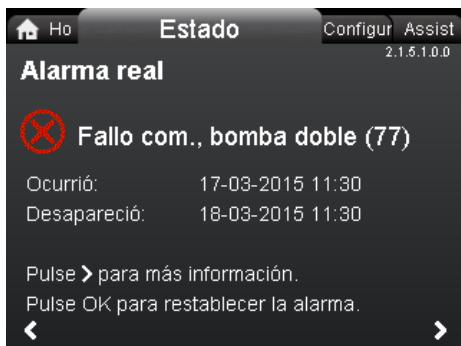 Ho Estado Configur Assist
2.1.5.1.0.0
Alarma real
Fallo com., bomba doble (77)
Ocurrió: 17-03-2015 11:30
Desapareció: 18-03-2015 11:30
Pulse > para más información.
Pulse OK para restablecer la alarma.